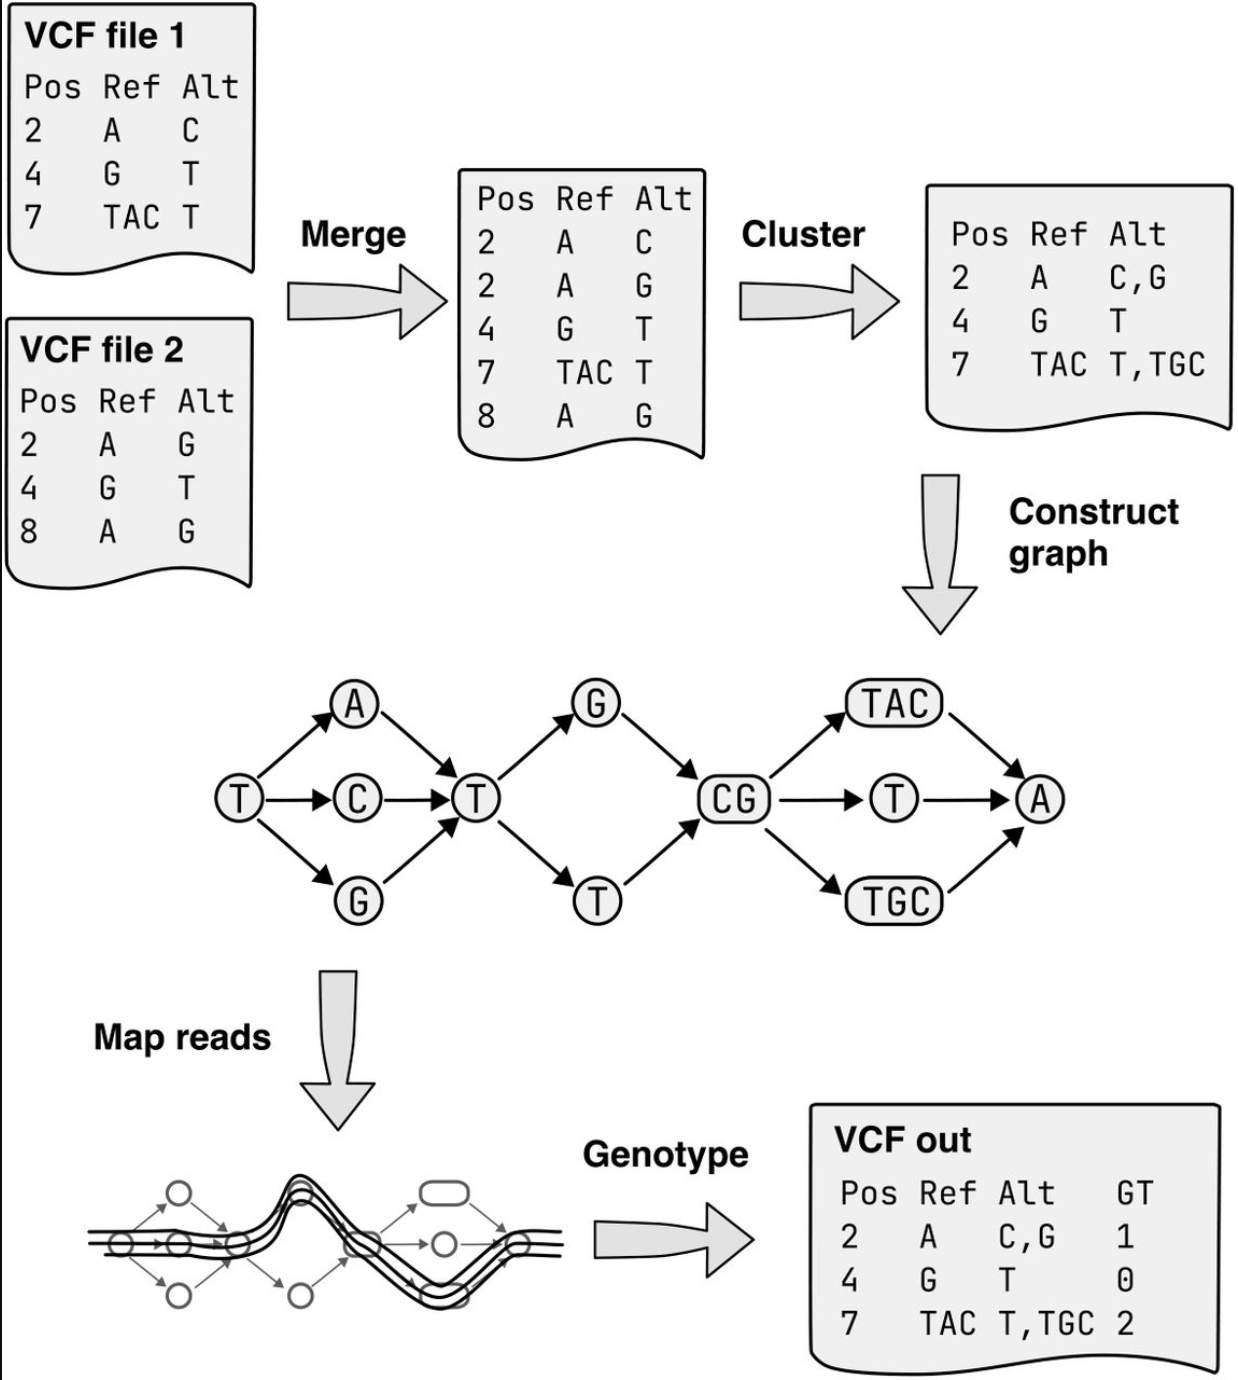 VCF file 1
Pos Ref Alt
2 A C
4 G T
7 TAC T
VCF file 2
Pos Ref Alt
2 A G
4 G T
8 A G
Merge
Pos Ref Alt
2 A C
2 A G
4 G T
7 TAC T
8 A G
Cluster
Pos Ref Alt
2 A C,G
4 G T
7 TAC T,TGC
Construct
graph
A G TAC
T C T CG T A
G T TGC
Map reads
Genotype
VCF out
Pos Ref Alt GT
2 A C,G 1
4 G T 0
7 TAC T,TGC 2